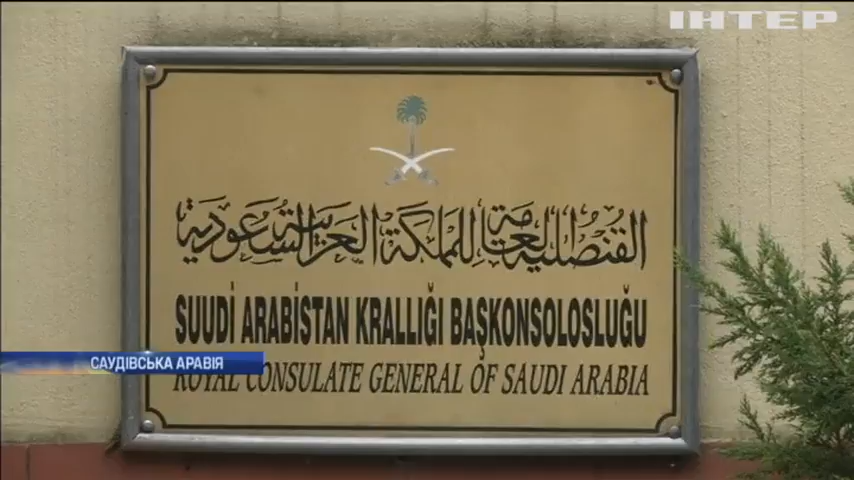 ІНТЕР
القنصلية العامة للمملكة العربية السعودية
SUUDİ ARABİSTAN KRALLIĞI BAŞKONSOLOSLUĞU
САУДІВСЬКА АРАВІЯ
ROYAL CONSULATE GENERAL OF SAUDI ARABIA